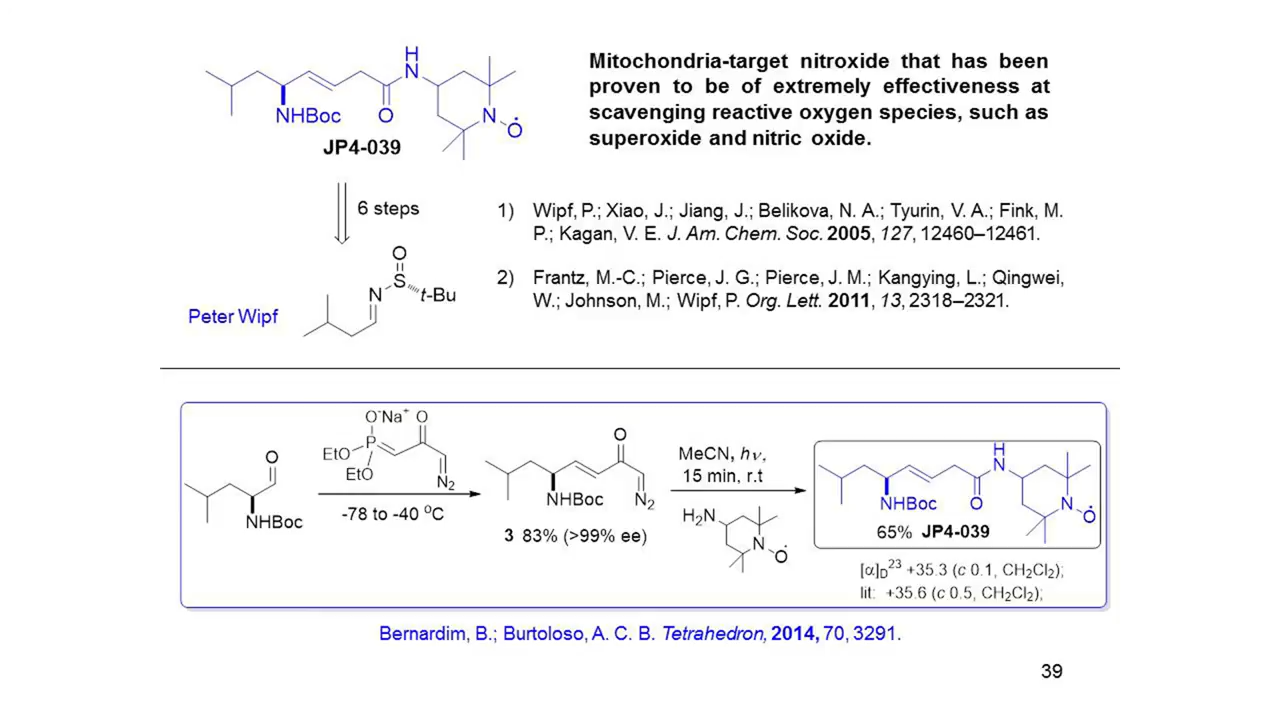 H
N
NHBoc
O
N
O
JP4-039
Mitochondria-target nitroxide that has been
proven to be of extremely effectiveness at
scavenging reactive oxygen species, such as
superoxide and nitric oxide.
6 steps
1) Wipf, P.; Xiao, J.; Jiang, J.; Belikova, N. A.; Tyurin, V. A.; Fink, M.
P.; Kagan, V. E. J. Am. Chem. Soc. 2005, 127, 12460–12461.
2) Frantz, M.-C.; Pierce, J. G.; Pierce, J. M.; Kangying, L.; Qingwei,
W.; Johnson, M.; Wipf, P. Org. Lett. 2011, 13, 2318–2321.
O
S
N
t-Bu
Peter Wipf
O
NHBoc
O-Na+ O
EtO P
EtO
N2
-78 to -40 ºC
O
NHBoc N2
3 83% (>99% ee)
MeCN, hν,
15 min, r.t
H2N
N
O
H
N
NHBoc
O
N
O
65% JP4-039
[α]D23 +35.3 (c 0.1, CH2Cl2);
lit: +35.6 (c 0.5, CH2Cl2);
Bernardim, B.; Burtoloso, A. C. B. Tetrahedron, 2014, 70, 3291.
39